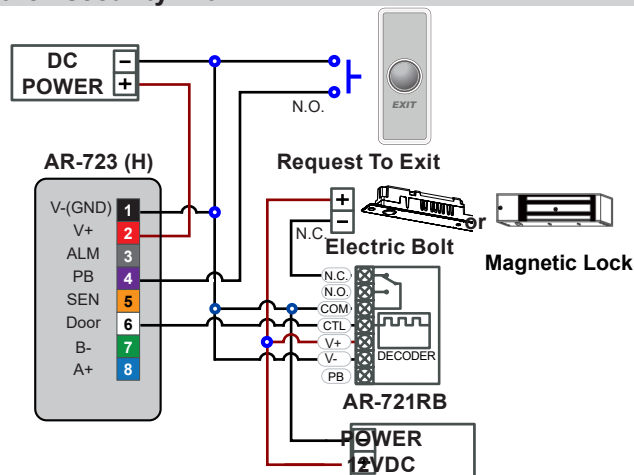 DC
POWER
−
+
N.O.
EXIT
Request To Exit
AR-723 (H)
V-(GND) 1
V+ 2
ALM 3
PB 4
SEN 5
Door 6
B- 7
A+ 8
+
−
N.C.
or
Electric Bolt
Magnetic Lock
N.C.
N.O.
COM
CTL
V+
V-
PB
DECODER
AR-721RB
POWER
12VDC